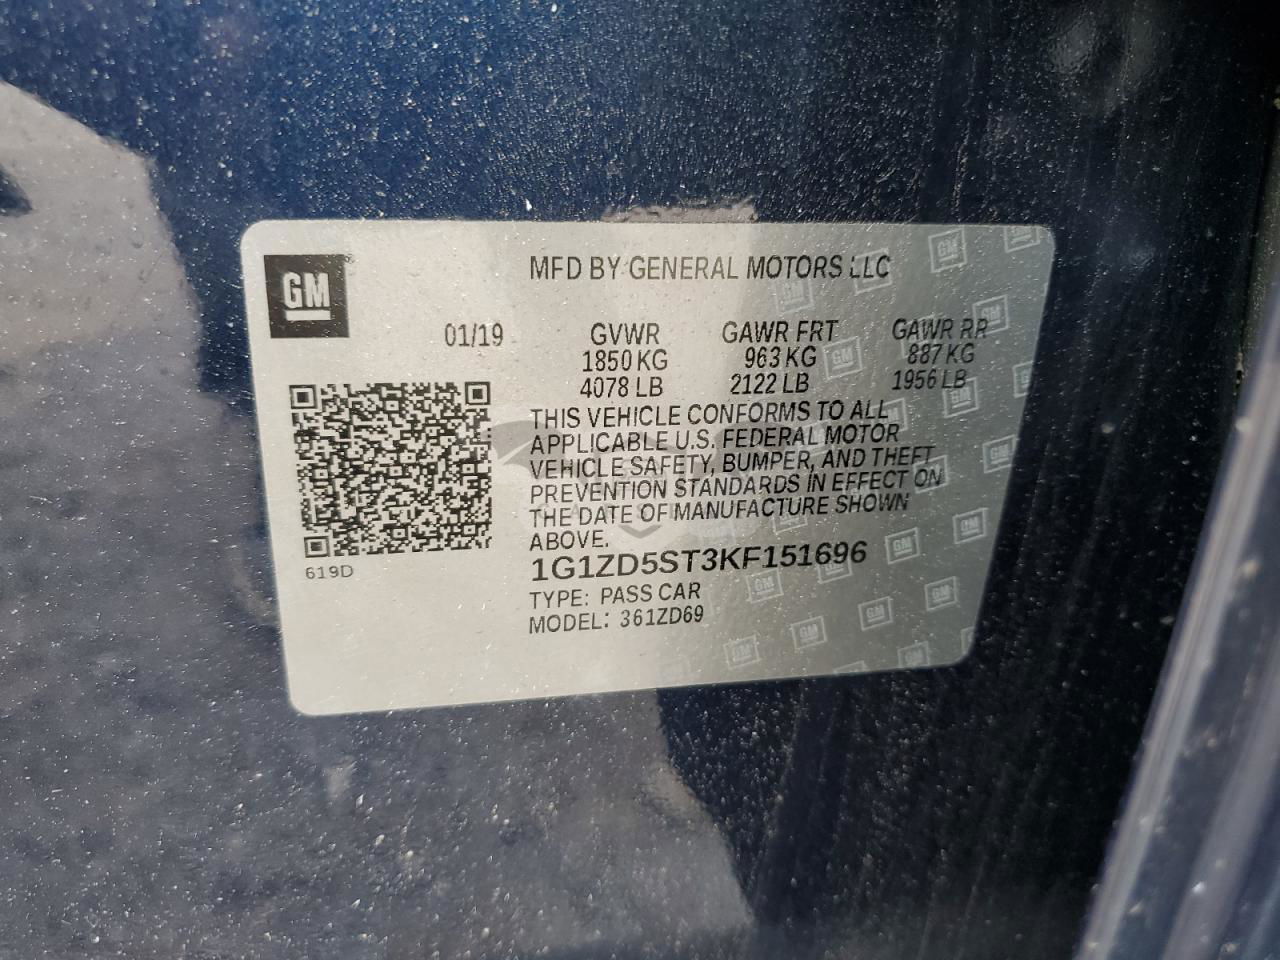 GM
MFD BY GENERAL MOTORS LLC
01/19 GVWR GAWR FRT GAWR RR
1850 KG 963 KG 887 KG
4078 LB 2122 LB 1956 LB
THIS VEHICLE CONFORMS TO ALL
APPLICABLE U.S. FEDERAL MOTOR
VEHICLE SAFETY, BUMPER, AND THEFT
PREVENTION STANDARDS IN EFFECT ON
THE DATE OF MANUFACTURE SHOWN
ABOVE.
619D
1G1ZD5ST3KF151696
TYPE: PASS CAR
MODEL: 361ZD69